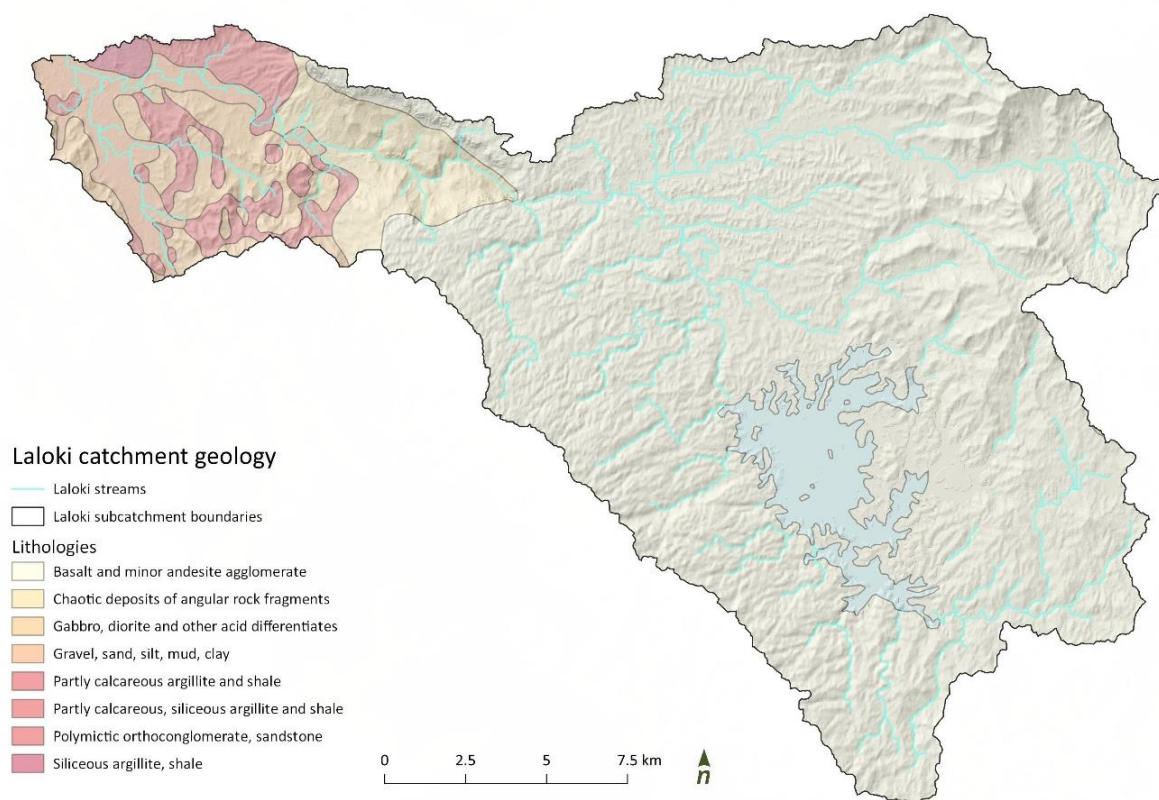 Laloki catchment geology
Laloki streams
Laloki subcatchment boundaries
Lithologies
Basalt and minor andesite agglomerate
Chaotic deposits of angular rock fragments
Gabbro, diorite and other acid differentiates
Gravel, sand, silt, mud, clay
Partly calcareous argillite and shale
Partly calcareous, siliceous argillite and shale
Polymictic orthoconglomerate, sandstone
Siliceous argillite, shale
0 2.5 5 7.5 km
n